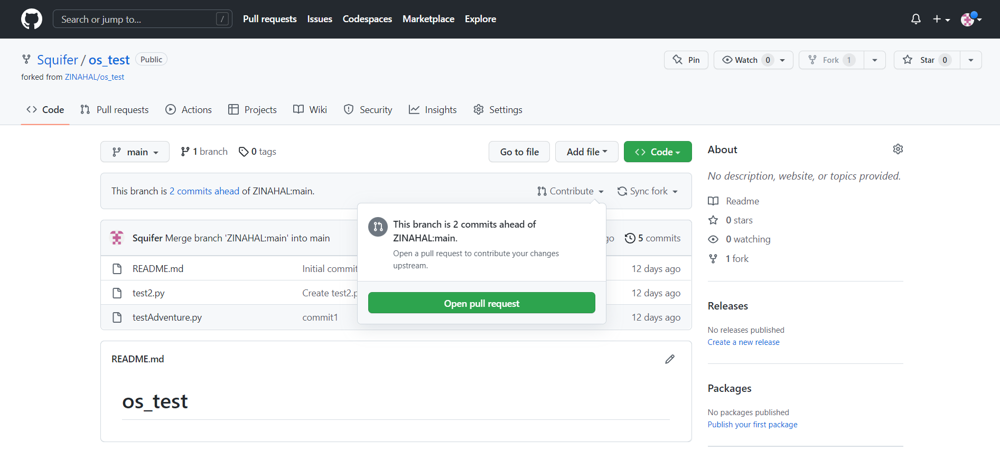 Search or jump to... /
Pull requests Issues Codespaces Marketplace Explore
Squifer / os_test Public
forked from ZINAHAL/os_test
Pin Watch 0 Fork 1 Star 0
Code Pull requests Actions Projects Wiki Security Insights Settings
main 1 branch 0 tags Go to file Add file Code
This branch is 2 commits ahead of ZINAHAL:main. Contribute Sync fork
This branch is 2 commits ahead of
ZINAHAL:main.
Open a pull request to contribute your changes
upstream.
Open pull request
Squifer Merge branch 'ZINAHAL:main' into main 5 commits
README.md Initial commit 12 days ago
test2.py Create test2.p 12 days ago
testAdventure.py commit1 12 days ago
README.md
os_test
About
No description, website, or topics provided.
Readme
0 stars
0 watching
1 fork
Releases
No releases published
Create a new release
Packages
No packages published
Publish your first package